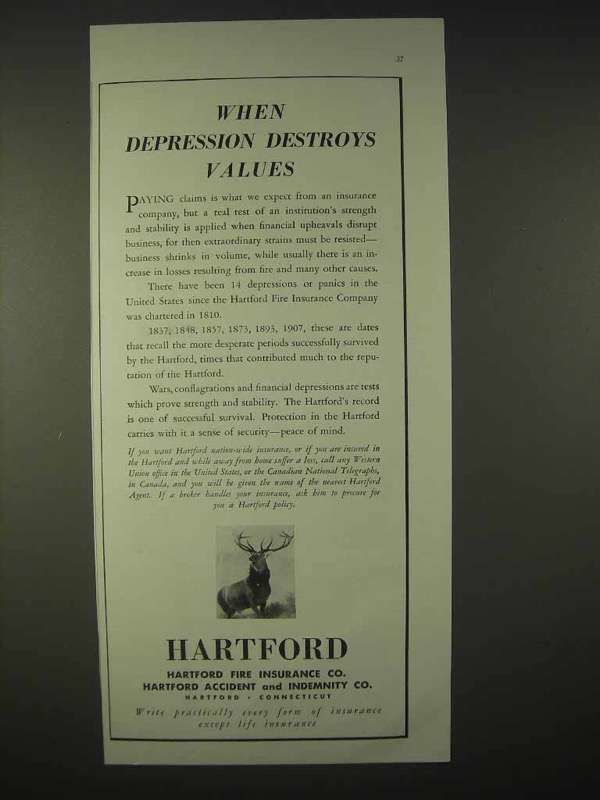 37
WHEN
DEPRESSION DESTROYS
VALUES
PAYING claims is what we expect from an insurance
company, but a real test of an institution's strength
and stability is applied when financial upheavals disrupt
business, for then extraordinary strains must be resisted—
business shrinks in volume, while usually there is an in-
crease in losses resulting from fire and many other causes.
There have been 14 depressions or panics in the
United States since the Hartford Fire Insurance Company
was chartered in 1810.
1837, 1848, 1857, 1873, 1893, 1907, these are dates
that recall the more desperate periods successfully survived
by the Hartford, times that contributed much to the repu-
tation of the Hartford.
Wars, conflagrations and financial depressions are tests
which prove strength and stability. The Hartford's record
is one of successful survival. Protection in the Hartford
carries with it a sense of security—peace of mind.
If you want Hartford nation-wide insurance, or if you are insured in
the Hartford and while away from home suffer a loss, call any Western
Union office in the United States, or the Canadian National Telegraphs,
in Canada, and you will be given the name of the nearest Hartford
Agent. If a broker handles your insurance, ask him to procure for
you a Hartford policy.
HARTFORD
HARTFORD FIRE INSURANCE CO.
HARTFORD ACCIDENT and INDEMNITY CO.
HARTFORD · CONNECTICUT
Write practically every form of insurance
except life insurance